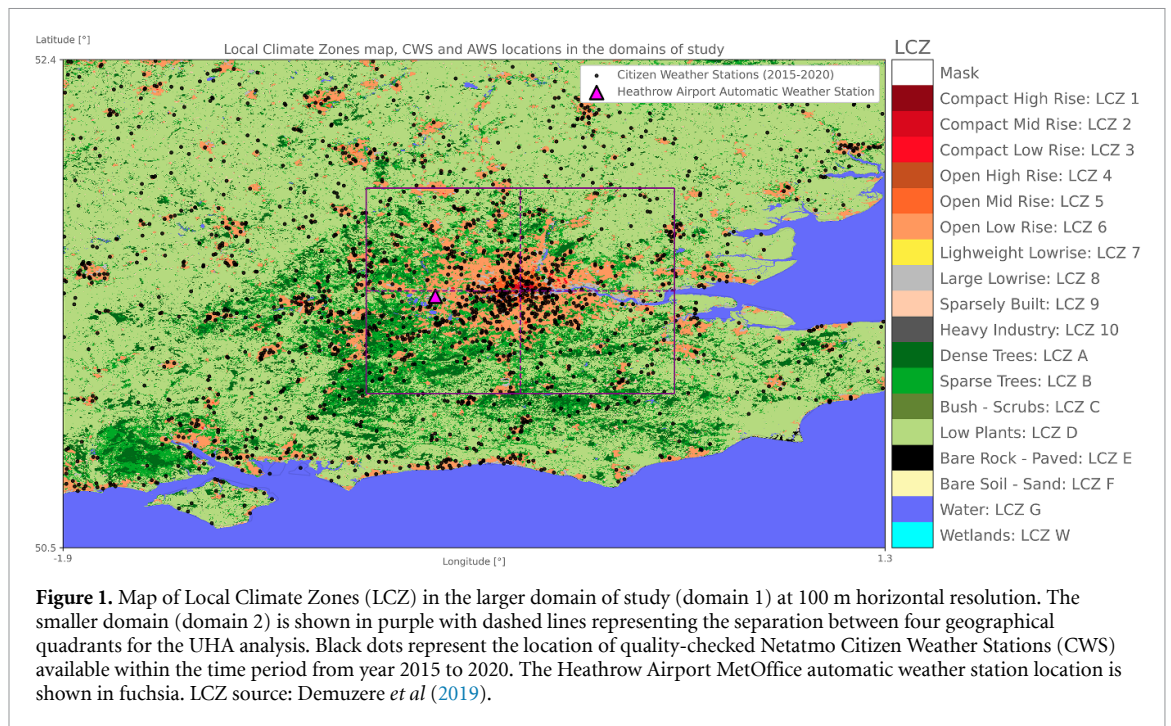 Latitude [°]
Local Climate Zones map, CWS and AWS locations in the domains of study
52.4
Citizen Weather Stations (2015-2020)
Heathrow Airport Automatic Weather Station
50.5
-1.9
Longitude [°]
1.3
LCZ
Mask
Compact High Rise: LCZ 1
Compact Mid Rise: LCZ 2
Compact Low Rise: LCZ 3
Open High Rise: LCZ 4
Open Mid Rise: LCZ 5
Open Low Rise: LCZ 6
Lighweight Lowrise: LCZ 7
Large Lowrise: LCZ 8
Sparsely Built: LCZ 9
Heavy Industry: LCZ 10
Dense Trees: LCZ A
Sparse Trees: LCZ B
Bush - Scrubs: LCZ C
Low Plants: LCZ D
Bare Rock - Paved: LCZ E
Bare Soil - Sand: LCZ F
Water: LCZ G
Wetlands: LCZ W
Figure 1. Map of Local Climate Zones (LCZ) in the larger domain of study (domain 1) at 100 m horizontal resolution. The
smaller domain (domain 2) is shown in purple with dashed lines representing the separation between four geographical
quadrants for the UHA analysis. Black dots represent the location of quality-checked Netatmo Citizen Weather Stations (CWS)
available within the time period from year 2015 to 2020. The Heathrow Airport MetOffice automatic weather station location is
shown in fuchsia. LCZ source: Demuzere et al (2019).